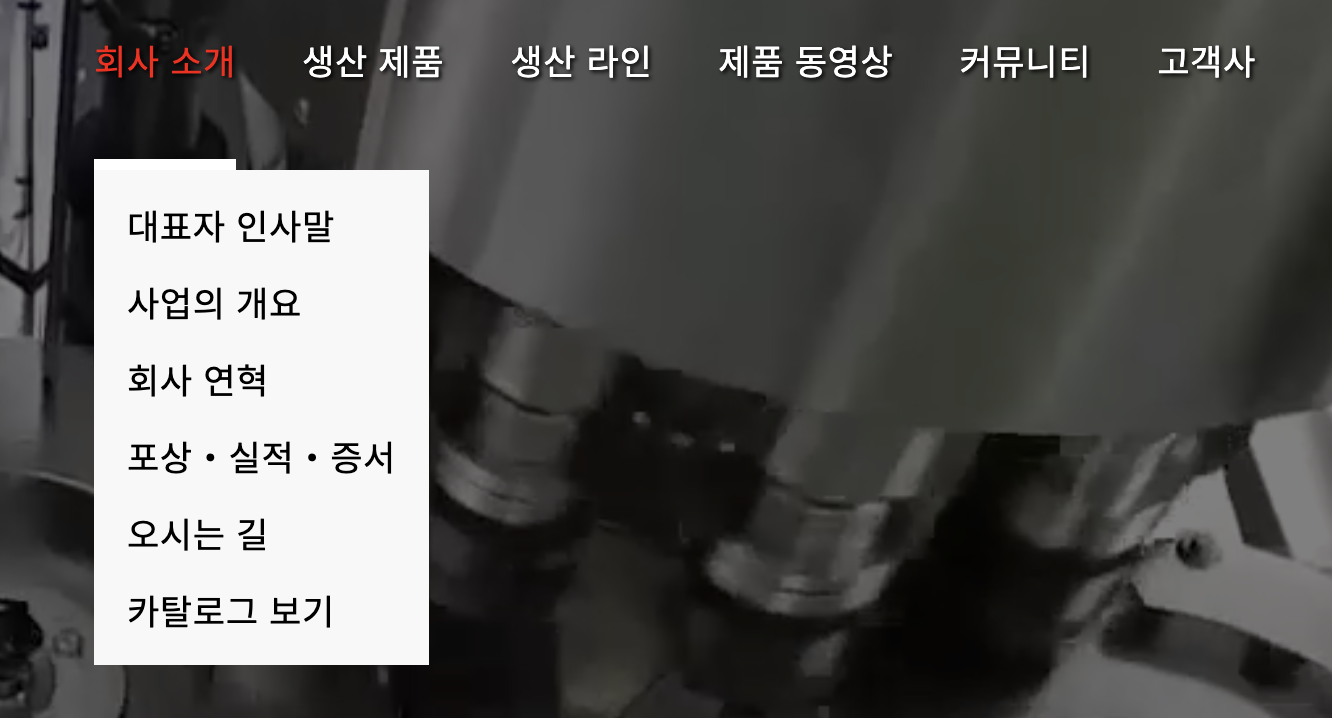 회사 소개 생산 제품 생산 라인 제품 동영상 커뮤니티 고객사
대표자 인사말
사업의 개요
회사 연혁
포상・실적・증서
오시는 길
카탈로그 보기